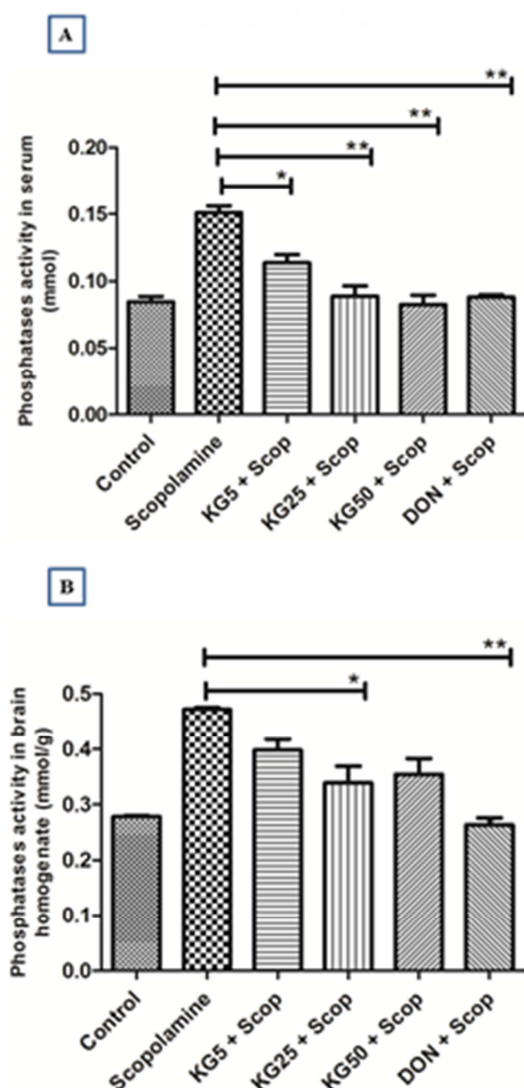 A
**
**
**
*
Phosphatases activity in serum
(mmol)
0.20
0.15
0.10
0.05
0.00
Control
Scopolamine
KG5 + Scop
KG25 + Scop
KG50 + Scop
DON + Scop
B
**
*
Phosphatases activity in brain
homogenate (mmol/g)
0.5
0.4
0.3
0.2
0.1
0.0
Control
Scopolamine
KG5 + Scop
KG25 + Scop
KG50 + Scop
DON + Scop